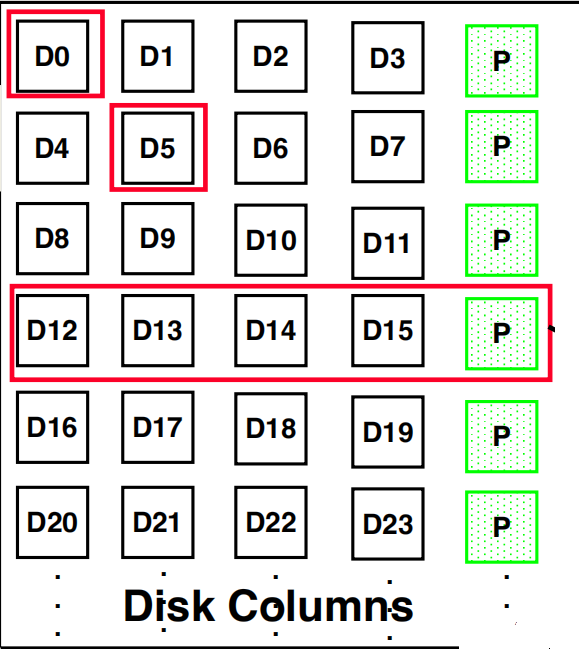 D0 D1 D2 D3 P
D4 D5 D6 D7 P
D8 D9 D10 D11 P
D12 D13 D14 D15 P
D16 D17 D18 D19 P
D20 D21 D22 D23 P
Disk Columns